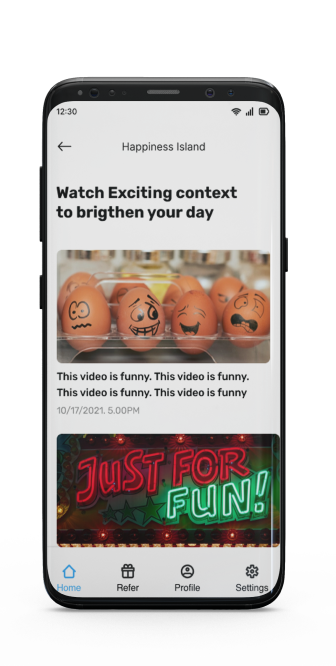 12:30
Happiness Island
Watch Exciting context
to brigthen your day
This video is funny. This video is funny.
This video is funny. This video is funny
10/17/2021. 5.00PM
JUST FOR
FUN!
Home
Refer
Profile
Settings